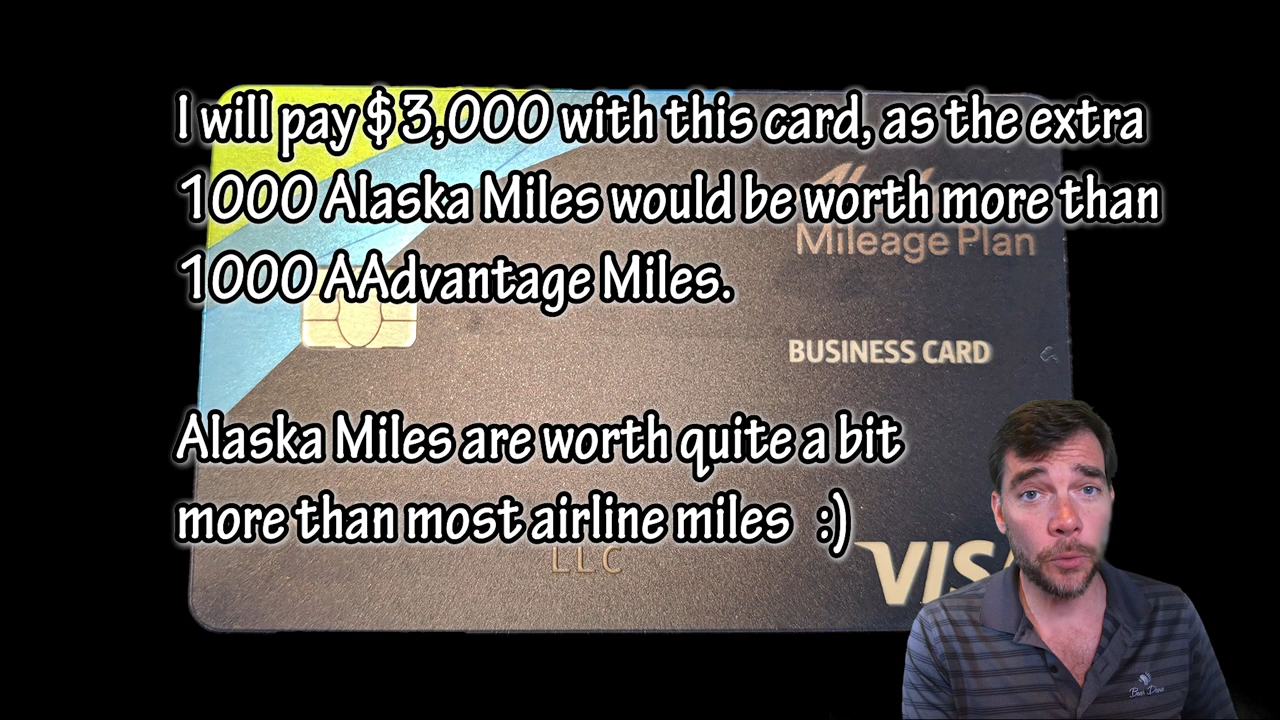 I will pay $3,000 with this card, as the extra
1000 Alaska Miles would be worth more than
1000 AAdvantage Miles.
Mileage Plan
BUSINESS CARD
Alaska Miles are worth quite a bit
more than most airline miles :)
LLC